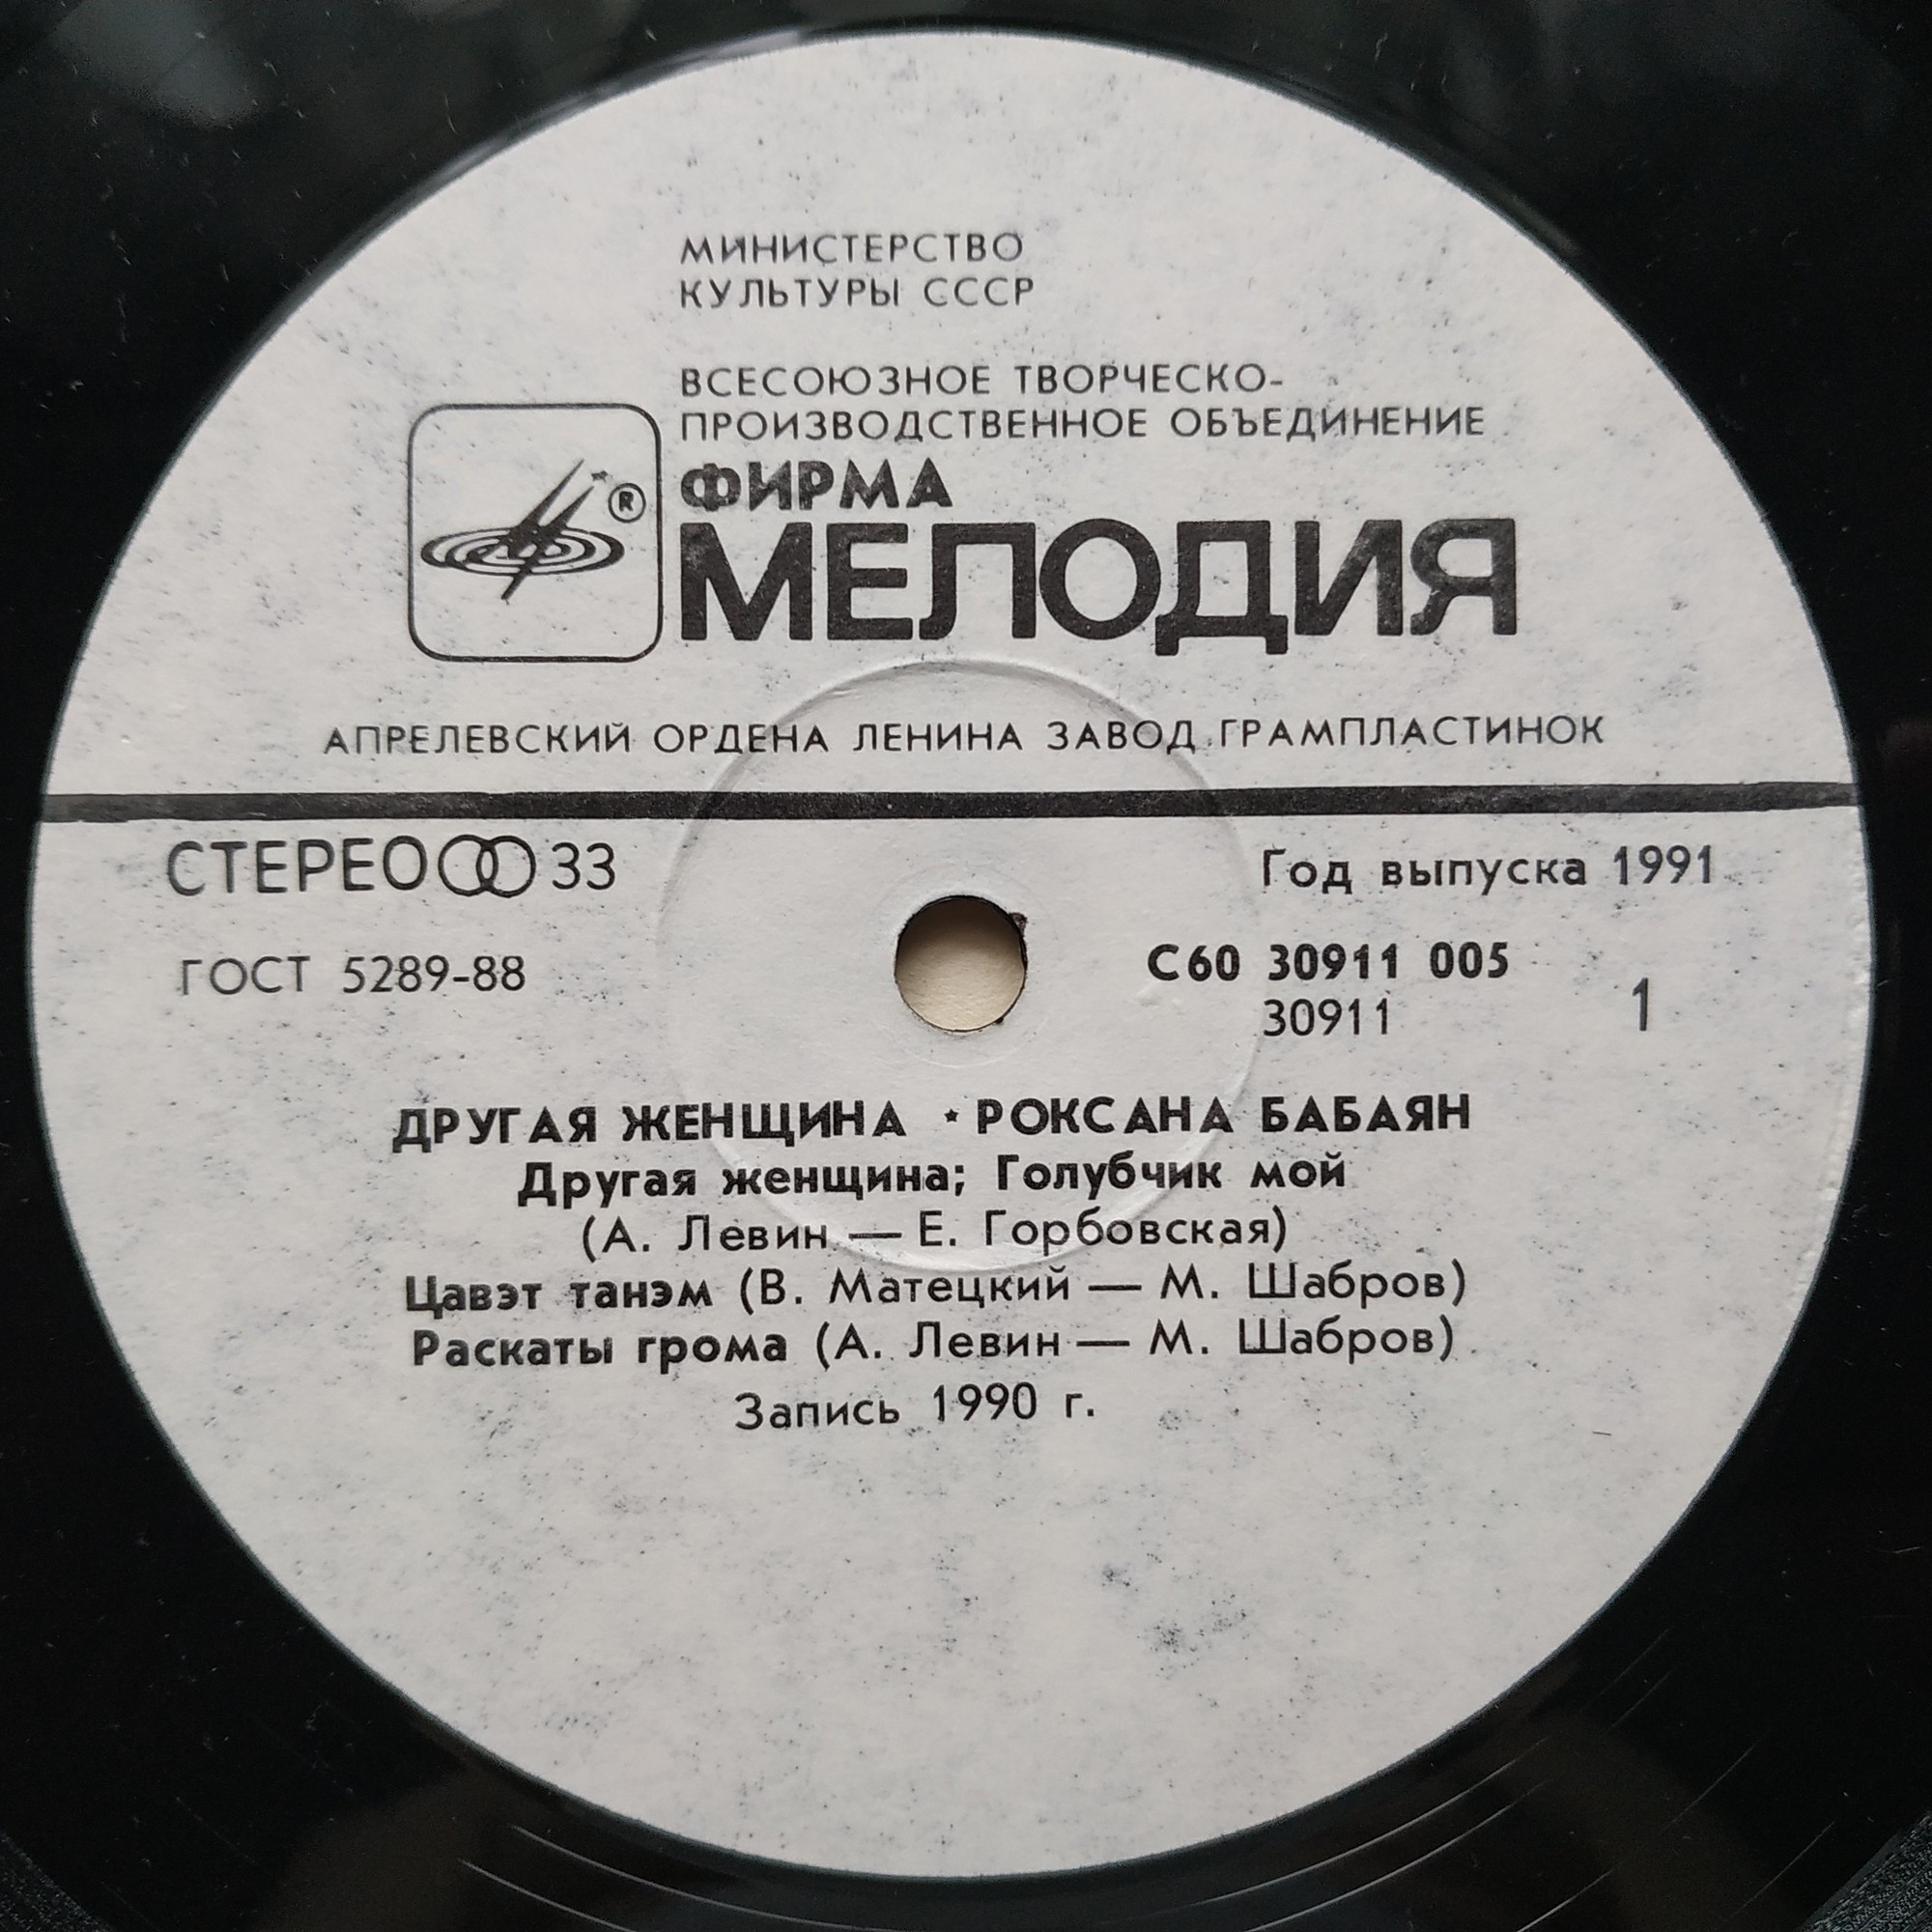 МИНИСТЕРСТВО
КУЛЬТУРЫ СССР
ВСЕСОЮЗНОЕ ТВОРЧЕСКО-
ПРОИЗВОДСТВЕННОЕ ОБЪЕДИНЕНИЕ
®
ФИРМА
МЕЛОДИЯ
АПРЕЛЕВСКИЙ ОРДЕНА ЛЕНИНА ЗАВОД ГРАМПЛАСТИНОК
СТЕРЕО 33
Год выпуска 1991
ГОСТ 5289-88
С60 30911 005
30911
1
ДРУГАЯ ЖЕНЩИНА * РОКСАНА БАБАЯН
Другая женщина; Голубчик мой
(А. Левин — Е. Горбовская)
Цавэт танэм (В. Матецкий — М. Шабров)
Раскаты грома (А. Левин — М. Шабров)
Запись 1990 г.